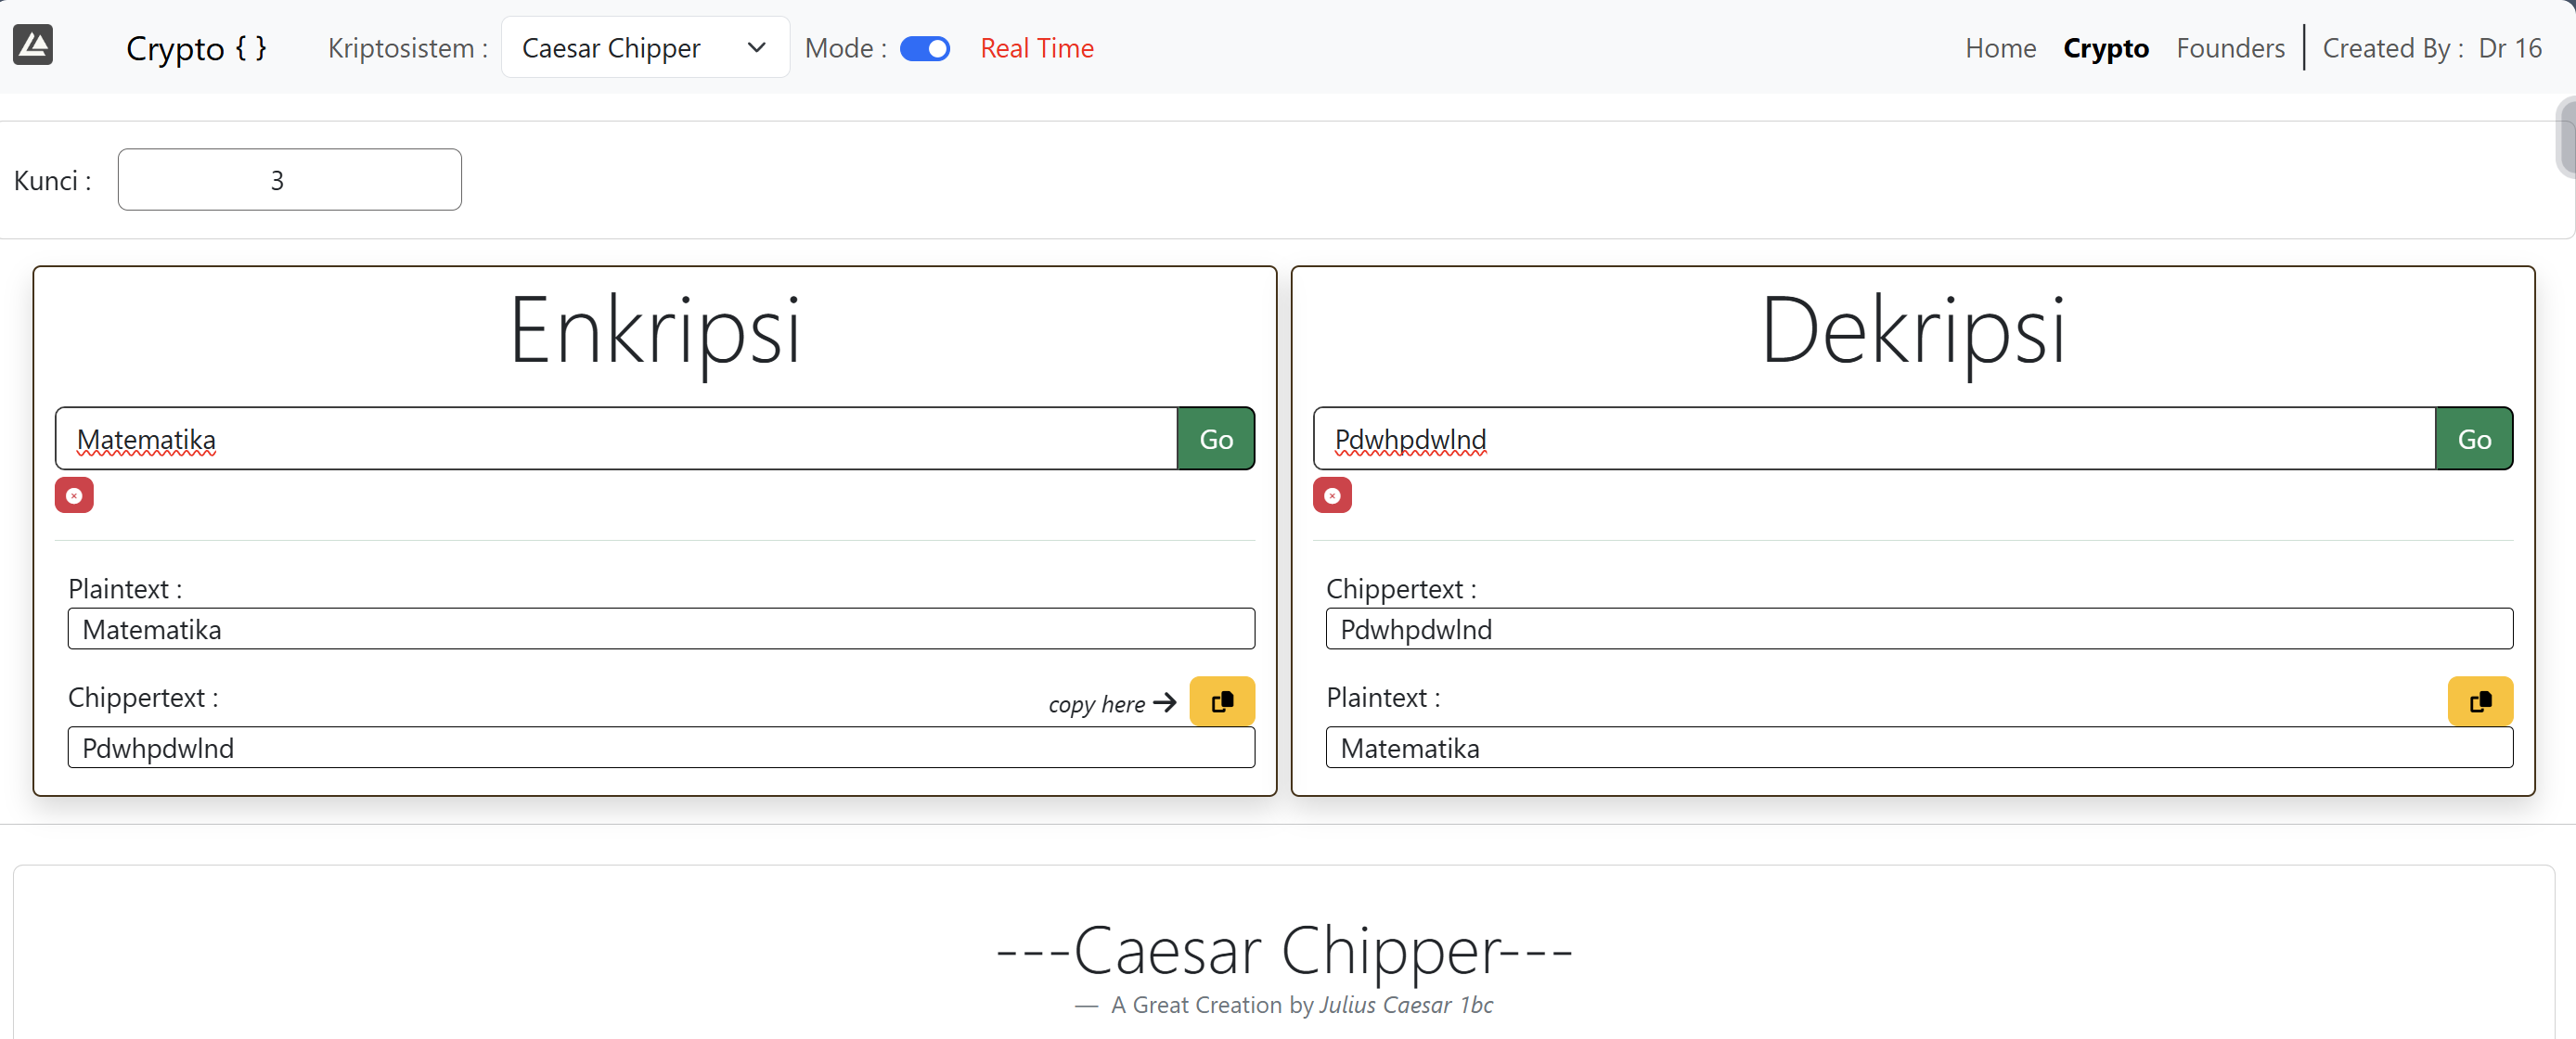 Crypto { } Kriptosistem : Caesar Chipper Mode : Real Time Home Crypto Founders Created By : Dr 16
Kunci : 3
Enkripsi
Matematika Go
Plaintext :
Matematika
Chippertext : copy here
Pdwhpdwlnd
Dekripsi
Pdwhpdwlnd Go
Chippertext :
Pdwhpdwlnd
Plaintext :
Matematika
---Caesar Chipper---
— A Great Creation by Julius Caesar 1bc